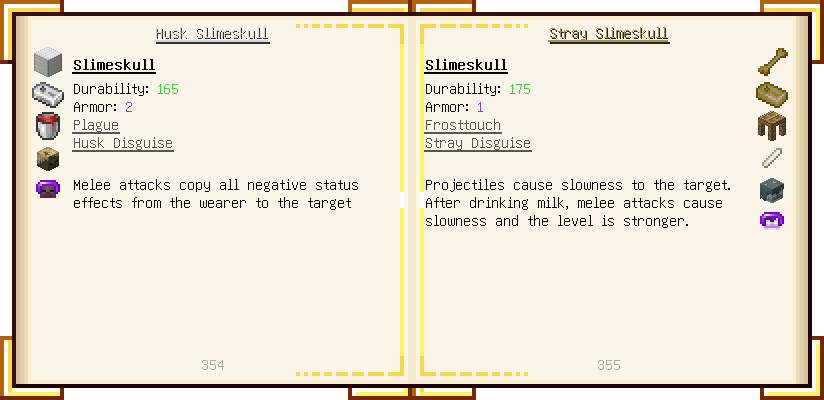 Husk Slimeskull
Slimeskull
Durability: 165
Armor: 2
Plague
Husk Disguise
Melee attacks copy all negative status
effects from the wearer to the target
354
Stray Slimeskull
Slimeskull
Durability: 175
Armor: 1
Frosttouch
Stray Disguise
Projectiles cause slowness to the target.
After drinking milk, melee attacks cause
slowness and the level is stronger.
355